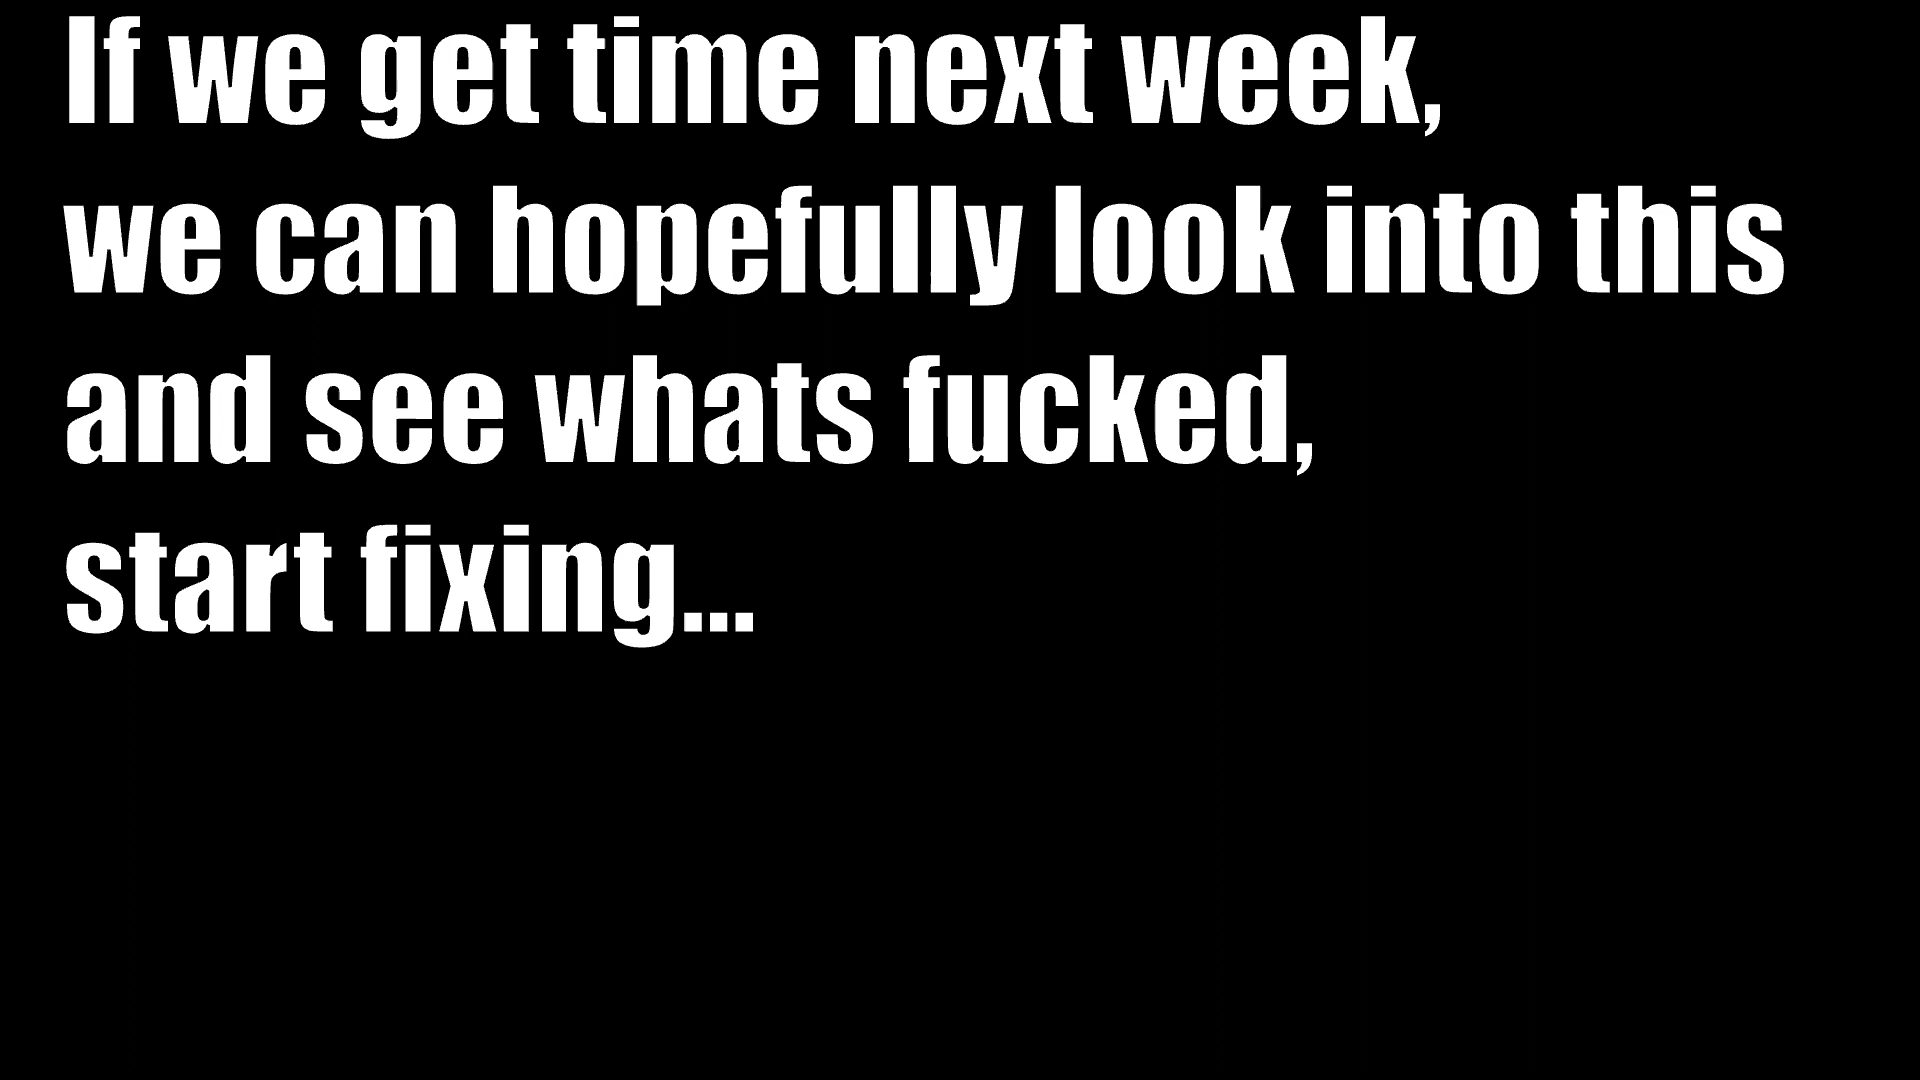 If we get time next week,
we can hopefully look into this
and see whats fucked,
start fixing...